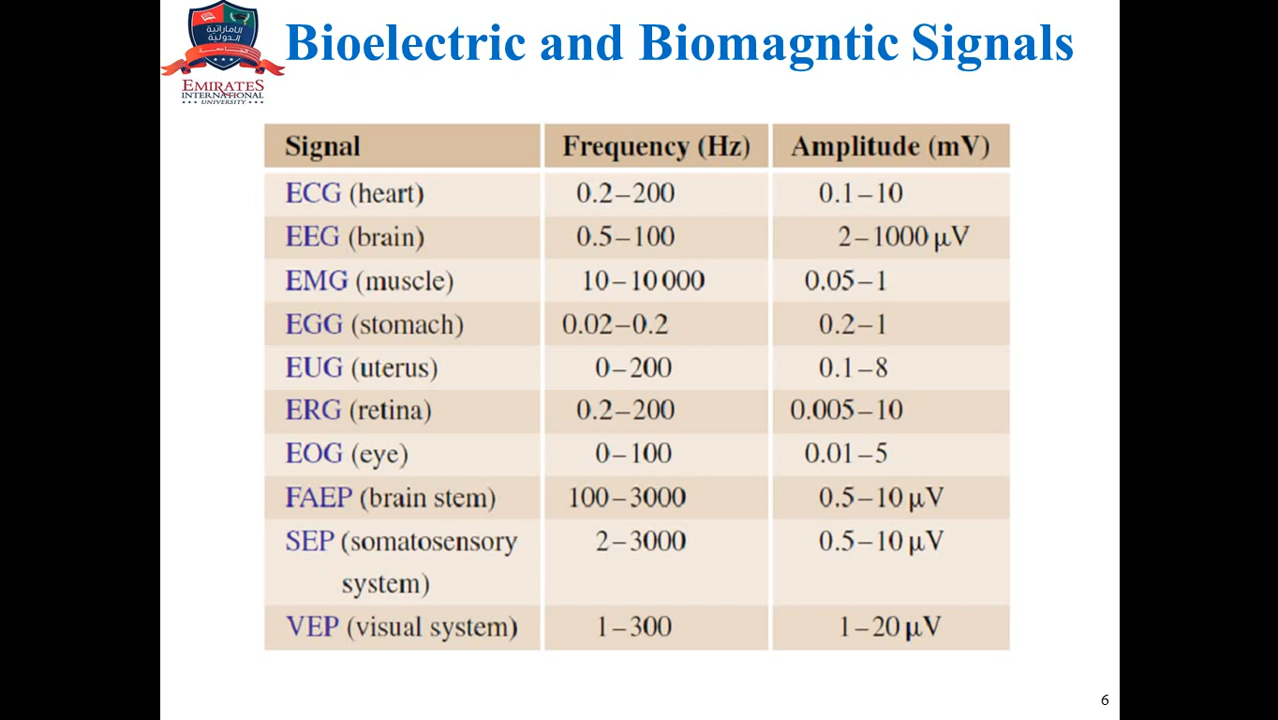 الإماراتية
الدولية
EMIRATES
INTERNATIONAL
UNIVERSITY
Bioelectric and Biomagntic Signals
Signal Frequency (Hz) Amplitude (mV)
ECG (heart) 0.2–200 0.1–10
EEG (brain) 0.5–100 2–1000 μV
EMG (muscle) 10–10 000 0.05–1
EGG (stomach) 0.02–0.2 0.2–1
EUG (uterus) 0–200 0.1–8
ERG (retina) 0.2–200 0.005–10
EOG (eye) 0–100 0.01–5
FAEP (brain stem) 100–3000 0.5–10 μV
SEP (somatosensory 2–3000 0.5–10 μV
system)
VEP (visual system) 1–300 1–20 μV
6